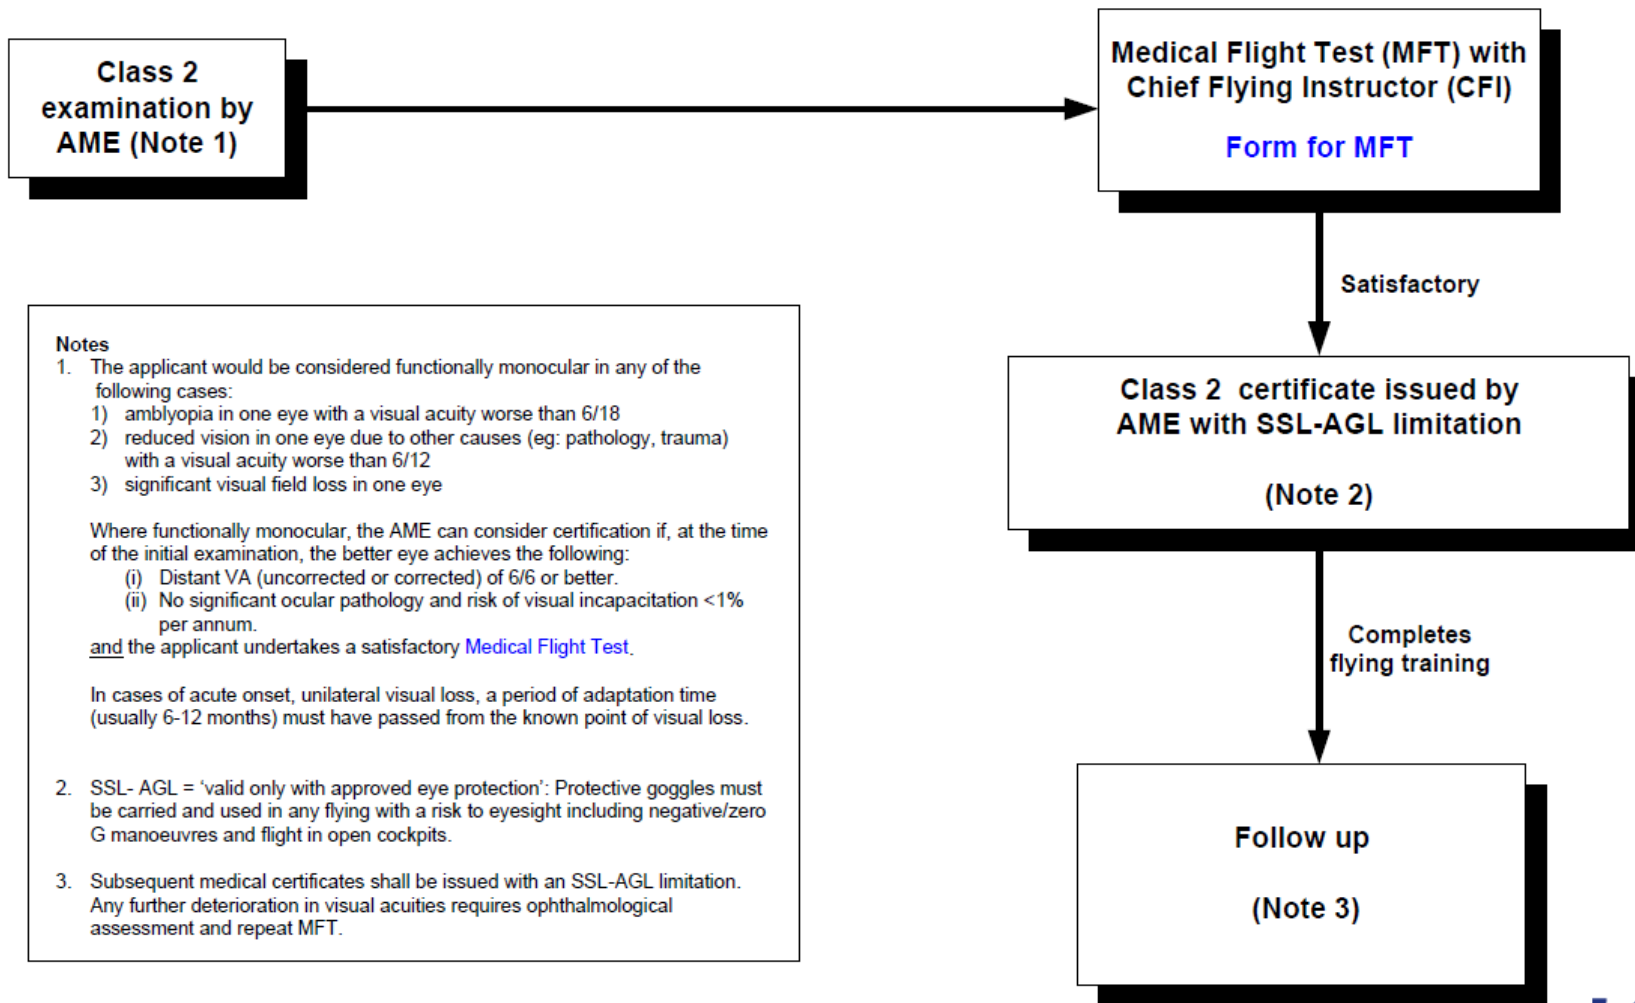 Class 2
examination by
AME (Note 1)
Medical Flight Test (MFT) with
Chief Flying Instructor (CFI)
Form for MFT
Satisfactory
Class 2 certificate issued by
AME with SSL-AGL limitation
(Note 2)
Completes
flying training
Follow up
(Note 3)
Notes
1. The applicant would be considered functionally monocular in any of the
following cases:
1) amblyopia in one eye with a visual acuity worse than 6/18
2) reduced vision in one eye due to other causes (eg: pathology, trauma)
with a visual acuity worse than 6/12
3) significant visual field loss in one eye
Where functionally monocular, the AME can consider certification if, at the time
of the initial examination, the better eye achieves the following:
(i) Distant VA (uncorrected or corrected) of 6/6 or better.
(ii) No significant ocular pathology and risk of visual incapacitation <1%
per annum.
and the applicant undertakes a satisfactory Medical Flight Test.
In cases of acute onset, unilateral visual loss, a period of adaptation time
(usually 6-12 months) must have passed from the known point of visual loss.
2. SSL- AGL = ‘valid only with approved eye protection’: Protective goggles must
be carried and used in any flying with a risk to eyesight including negative/zero
G manoeuvres and flight in open cockpits.
3. Subsequent medical certificates shall be issued with an SSL-AGL limitation.
Any further deterioration in visual acuities requires ophthalmological
assessment and repeat MFT.